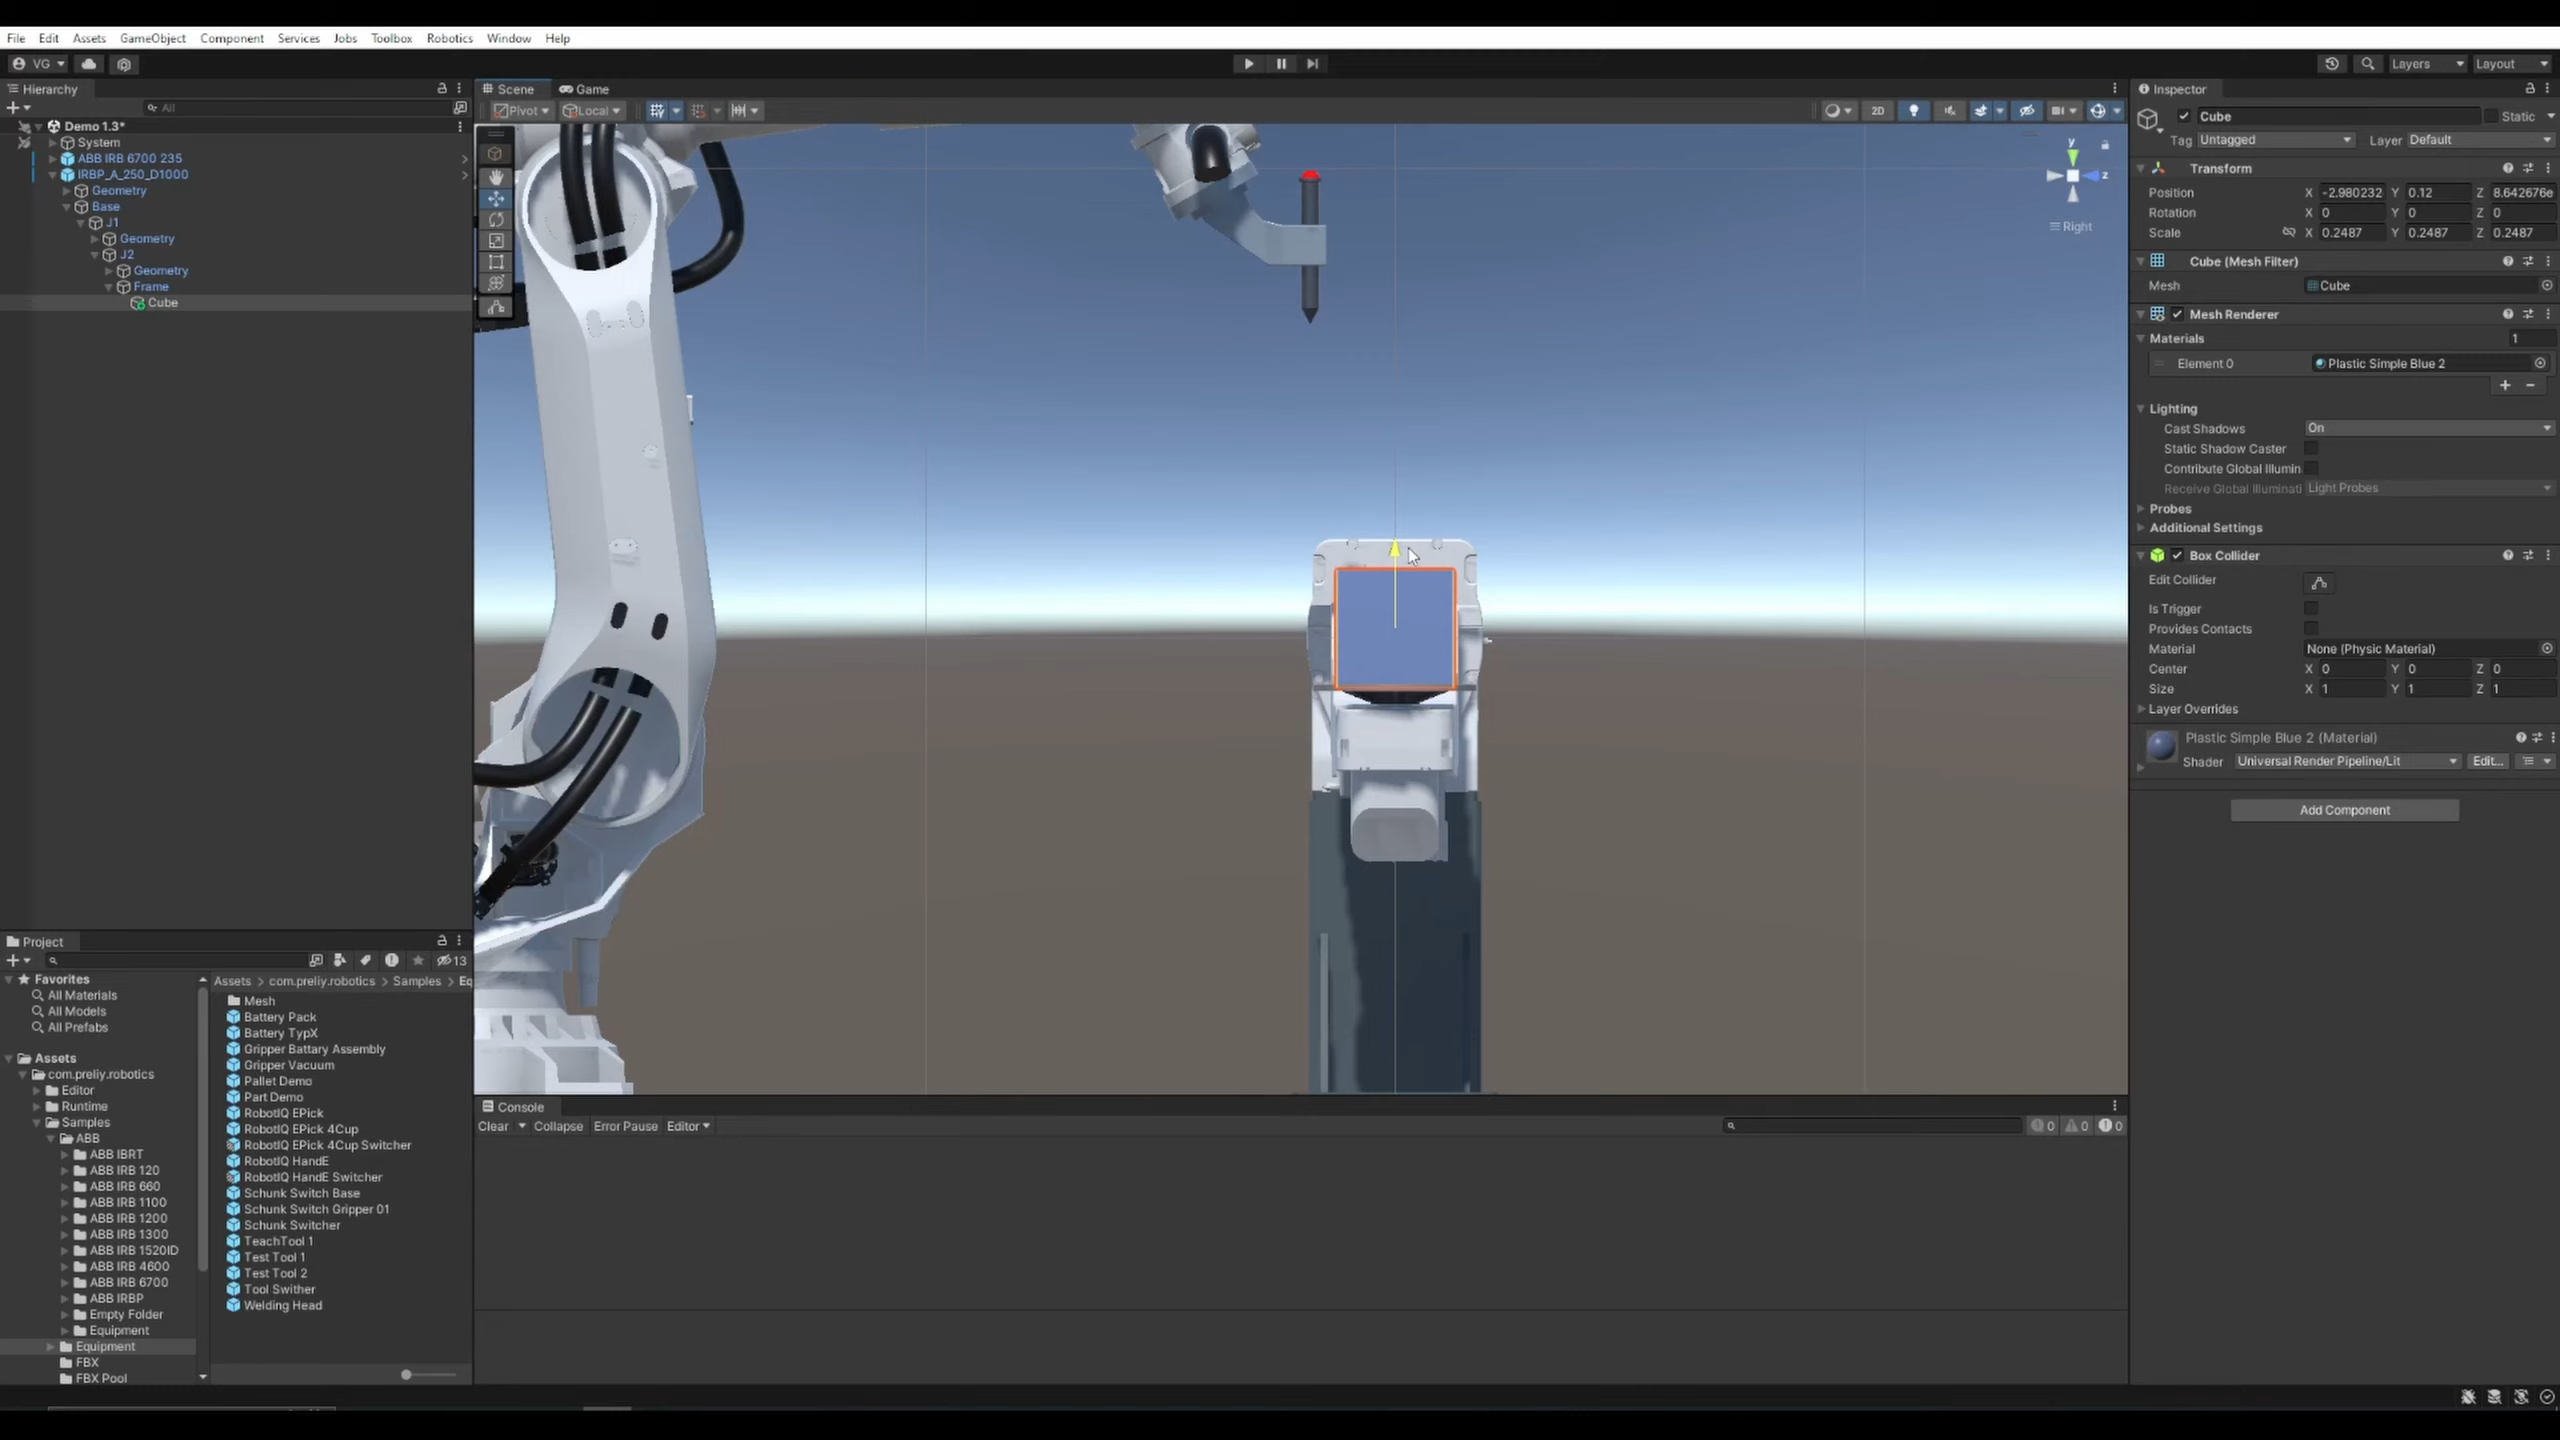 File Edit Assets GameObject Component Services Jobs Toolbox Robotics Window Help
VG Layers Layout
Hierarchy
All
Demo 1.3*
System
ABB IRB 6700 235
IRBP_A_250_D1000
Geometry
Base
J1
Geometry
J2
Geometry
Frame
Cube
Scene Game
Pivot Local 2D
y
z
Right
Inspector
Cube Static
Tag Untagged Layer Default
Transform
Position X -2.980232 Y 0.12 Z 8.642676e
Rotation X 0 Y 0 Z 0
Scale X 0.2487 Y 0.2487 Z 0.2487
Cube (Mesh Filter)
Mesh Cube
Mesh Renderer
Materials 1
Element 0 Plastic Simple Blue 2
Lighting
Cast Shadows On
Static Shadow Caster
Contribute Global Illumin
Receive Global Illuminati Light Probes
Probes
Additional Settings
Box Collider
Edit Collider
Is Trigger
Provides Contacts
Material None (Physic Material)
Center X 0 Y 0 Z 0
Size X 1 Y 1 Z 1
Layer Overrides
Plastic Simple Blue 2 (Material)
Shader Universal Render Pipeline/Lit Edit...
Add Component
Project
13
Favorites
All Materials
All Models
All Prefabs
Assets
com.preliy.robotics
Editor
Runtime
Samples
ABB
ABB IBRT
ABB IRB 120
ABB IRB 660
ABB IRB 1100
ABB IRB 1200
ABB IRB 1300
ABB IRB 1520ID
ABB IRB 4600
ABB IRB 6700
ABB IRBP
Empty Folder
Equipment
Equipment
FBX
FBX Pool
Assets > com.preliy.robotics > Samples > Eq
Mesh
Battery Pack
Battery TypX
Gripper Battary Assembly
Gripper Vacuum
Pallet Demo
Part Demo
RobotIQ EPick
RobotIQ EPick 4Cup
RobotIQ EPick 4Cup Switcher
RobotIQ HandE
RobotIQ HandE Switcher
Schunk Switch Base
Schunk Switch Gripper 01
Schunk Switcher
TeachTool 1
Test Tool 1
Test Tool 2
Tool Swither
Welding Head
Console
Clear Collapse Error Pause Editor 0 0 0